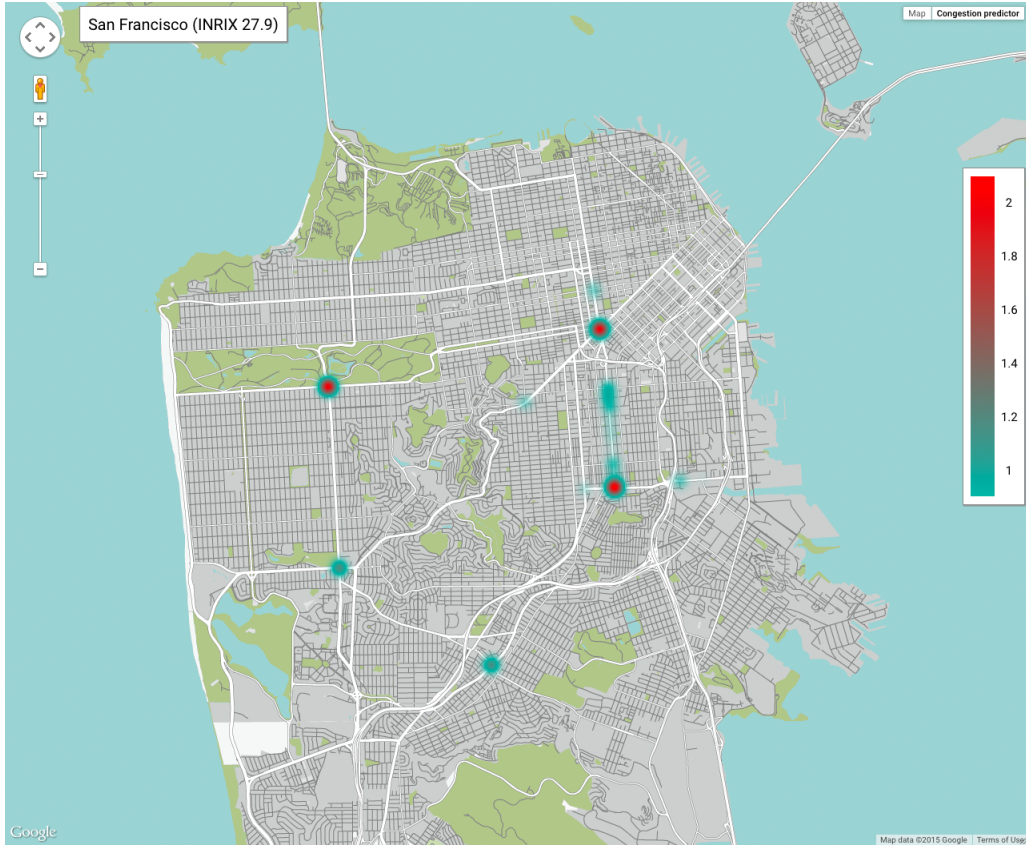 San Francisco (INRIX 27.9)
Map
Congestion predictor
2
1.8
1.6
1.4
1.2
1
Google
Map data ©2015 Google
Terms of Use